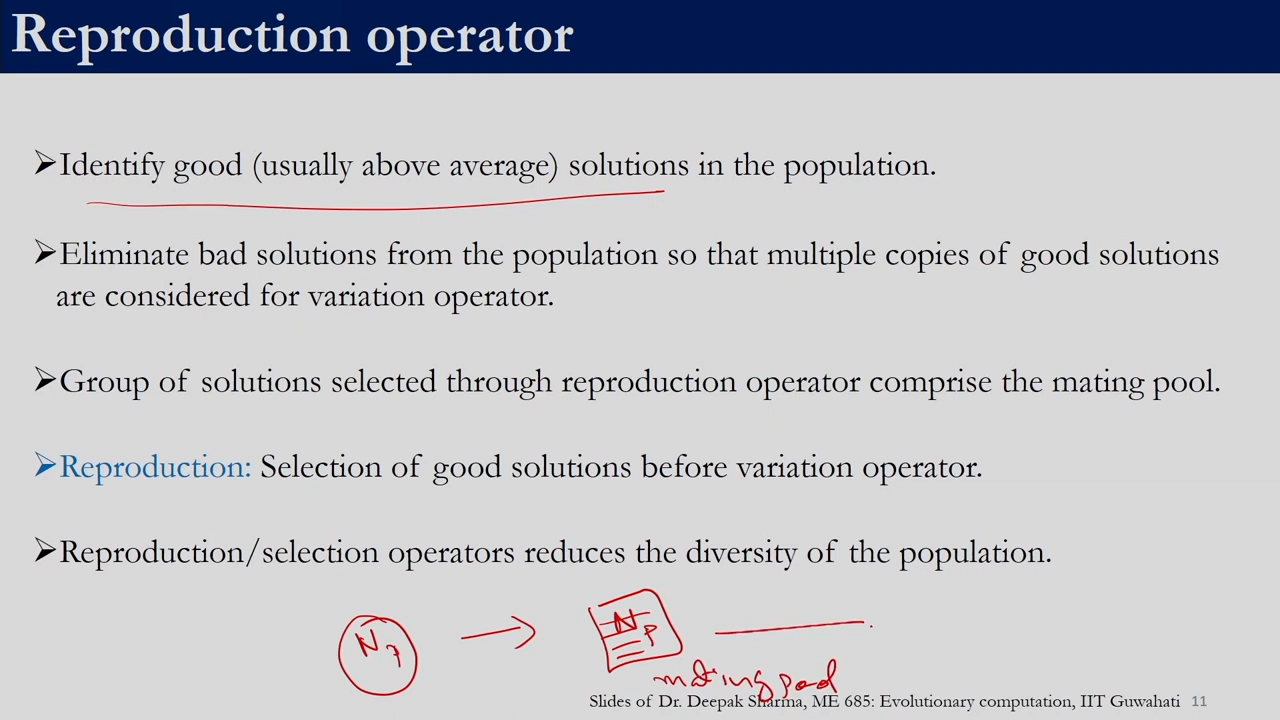 Reproduction operator
➤Identify good (usually above average) solutions in the population.
➤Eliminate bad solutions from the population so that multiple copies of good solutions
are considered for variation operator.
➤Group of solutions selected through reproduction operator comprise the mating pool.
➤Reproduction: Selection of good solutions before variation operator.
➤Reproduction/selection operators reduces the diversity of the population.
Np → Np
mating pool
Slides of Dr. Deepak Sharma, ME 685: Evolutionary computation, IIT Guwahati 11